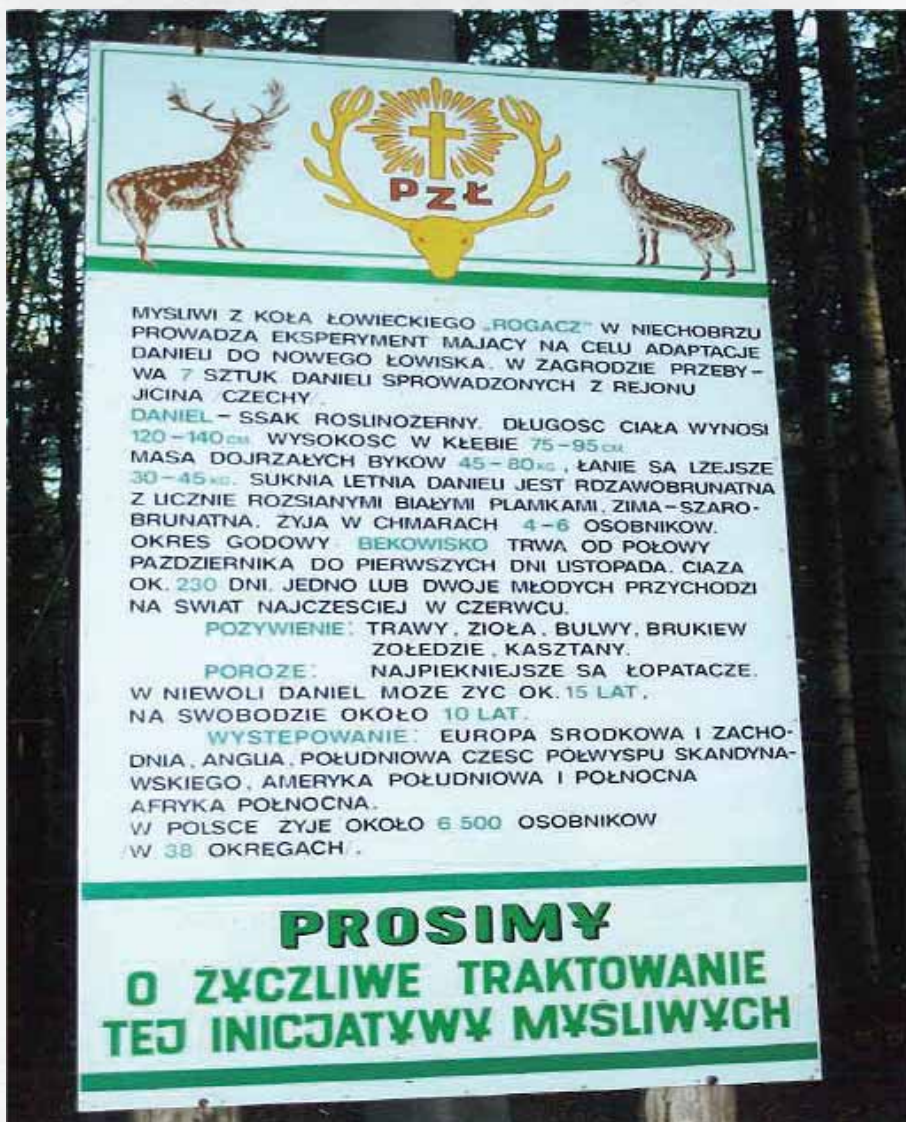 PZŁ
MYSLIWI Z KOŁA ŁOWIECKIEGO „ROGACZ” W NIECHOBRZU
PROWADZA EKSPERYMENT MAJACY NA CELU ADAPTACJE
DANIELI DO NOWEGO ŁOWISKA. W ZAGRODZIE PRZEBY-
WA 7 SZTUK DANIELI SPROWADZONYCH Z REJONU
JICINA /CZECHY/.
DANIEL – SSAK ROSLINOZERNY. DŁUGOSC CIAŁA WYNOSI
120-140 CM. WYSOKOSC W KŁEBIE 75-95 CM.
MASA DOJRZAŁYCH BYKÓW 45-80 KG, ŁANIE SA LZEJSZE
30-45 KG. SUKNIA LETNIA DANIELI JEST RDZAWOBRUNATNA
Z LICZNIE ROZSIANYMI BIAŁYMI PLAMKAMI, ZIMA-SZARO-
BRUNATNA. ZYJA W CHMARACH 4-6 OSOBNIKOW.
OKRES GODOWY BEKOWISKO TRWA OD POŁOWY
PAZDZIERNIKA DO PIERWSZYCH DNI LISTOPADA. CIAZA
OK. 230 DNI. JEDNO LUB DWOJE MŁODYCH PRZYCHODZI
NA SWIAT NAJCZESCIEJ W CZERWCU.
POZYWIENIE: TRAWY, ZIOŁA, BULWY, BRUKIEW
ZOŁEDZIE, KASZTANY.
POROZE: NAJPIEKNIEJSZE SA ŁOPATACZE.
W NIEWOLI DANIEL MOZE ZYC OK. 15 LAT,
NA SWOBODZIE OKOŁO 10 LAT.
WYSTEPOWANIE: EUROPA SRODKOWA I ZACHO-
DNIA, ANGLIA, POŁUDNIOWA CZESC PÓŁWYSPU SKANDYNA-
WSKIEGO, AMERYKA POŁUDNIOWA I PÓŁNOCNA
AFRYKA PÓŁNOCNA.
W POLSCE ZYJE OKOŁO 6 500 OSOBNIKOW
/W 38 OKRĘGACH/.
PROSIMY
O ZYCZLIWE TRAKTOWANIE
TEJ INICJATYWY MYŚLIWYCH